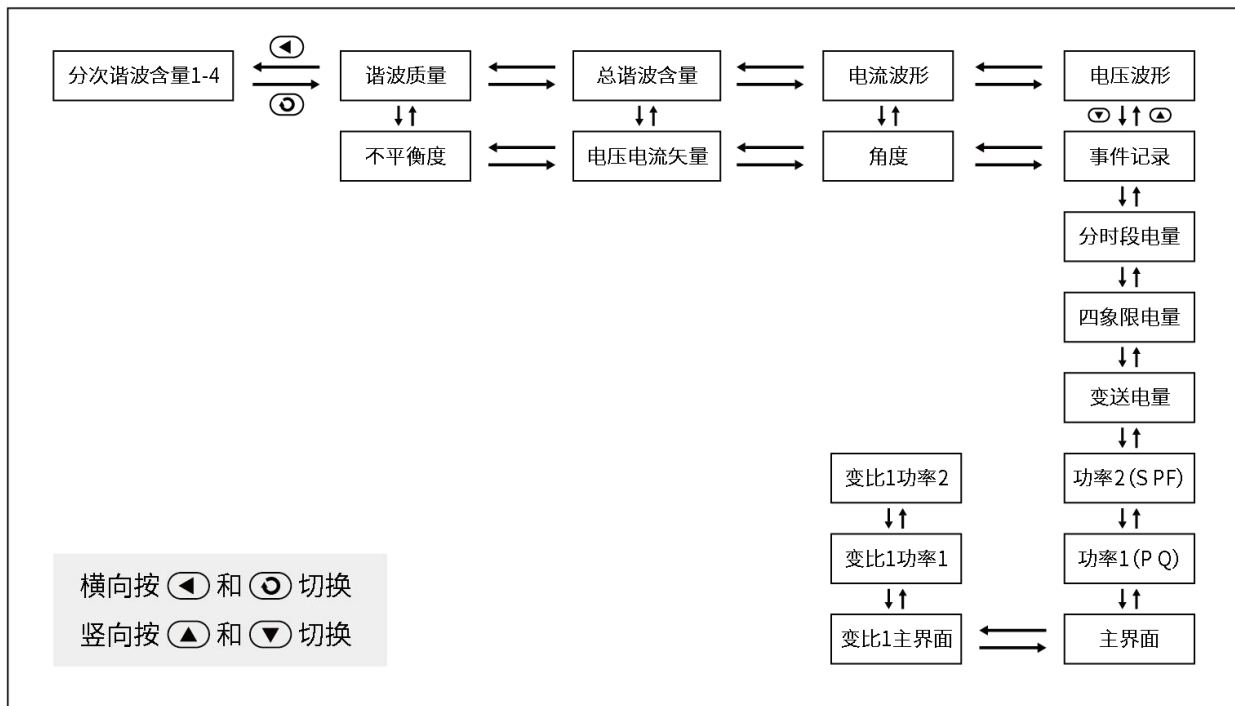 分次谐波含量1-4
谐波质量
总谐波含量
电流波形
电压波形
不平衡度
电压电流矢量
角度
事件记录
分时段电量
四象限电量
变送电量
变比1功率2
功率2(S PF)
变比1功率1
功率1(P Q)
变比1主界面
主界面
横向按 和 切换
竖向按 和 切换